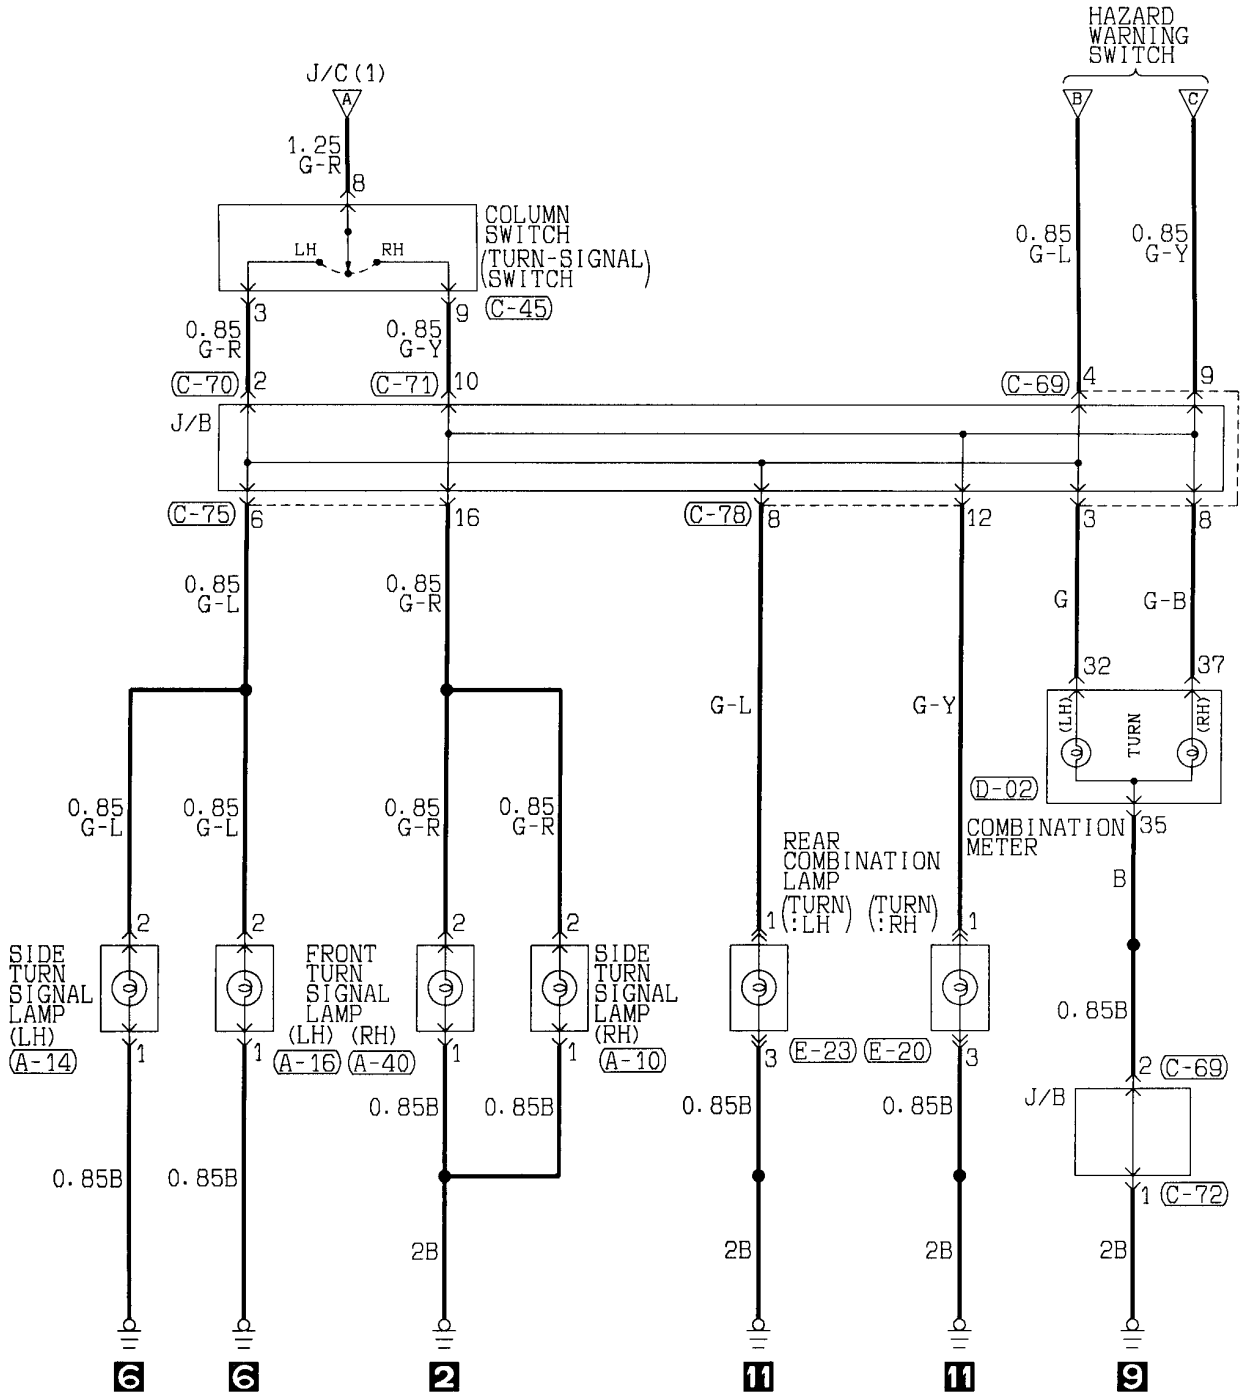 HAZARD
WARNING
SWITCH
J/C(1)
A
B
C
1.25
G-R
8
COLUMN
SWITCH
(TURN-SIGNAL
SWITCH)
LH
RH
0.85
G-L
0.85
G-Y
3
9
C-45
0.85
G-R
0.85
G-Y
C-70
2
C-71
10
C-69
4
9
J/B
C-75
6
16
C-78
8
12
3
8
0.85
G-L
0.85
G-R
G
G-B
32
37
G-L
G-Y
(LH)
TURN
(RH)
D-02
0.85
G-L
0.85
G-L
0.85
G-R
0.85
G-R
COMBINATION
METER
35
REAR
COMBINATION
LAMP
(TURN
:LH)
(TURN
:RH)
B
2
2
2
2
1
1
SIDE
TURN
SIGNAL
LAMP
(LH)
A-14
FRONT
TURN
SIGNAL
LAMP
(LH)
(RH)
A-16
A-40
SIDE
TURN
SIGNAL
LAMP
(RH)
A-10
0.85B
1
1
1
1
3
E-23
E-20
3
2
C-69
J/B
0.85B
0.85B
0.85B
0.85B
0.85B
0.85B
1
C-72
2B
2B
2B
2B
6
6
2
11
11
9